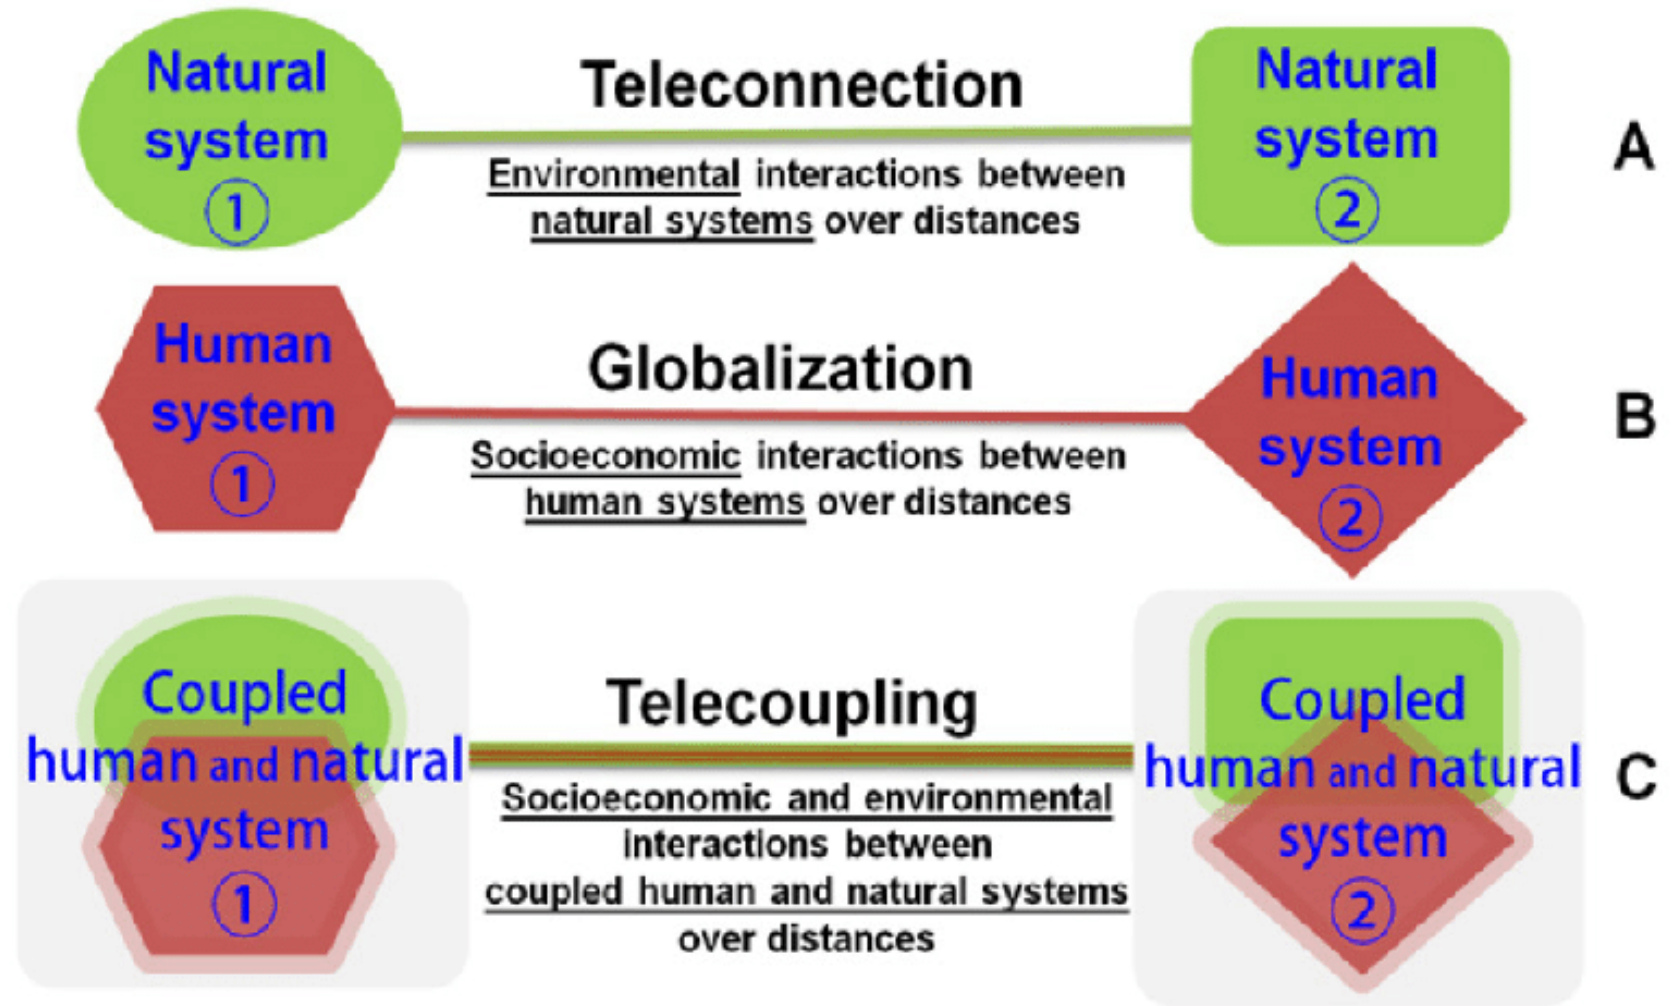 Natural
system
①
Teleconnection
Environmental interactions between
natural systems over distances
Natural
system
②
A
Human
system
①
Globalization
Socioeconomic interactions between
human systems over distances
Human
system
②
B
Coupled
human and natural
system
①
Telecoupling
Socioeconomic and environmental
interactions between
coupled human and natural systems
over distances
Coupled
human and natural
system
②
C